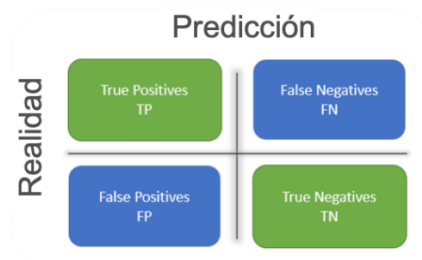 Predicción
Realidad
True Positives
TP
False Negatives
FN
False Positives
FP
True Negatives
TN